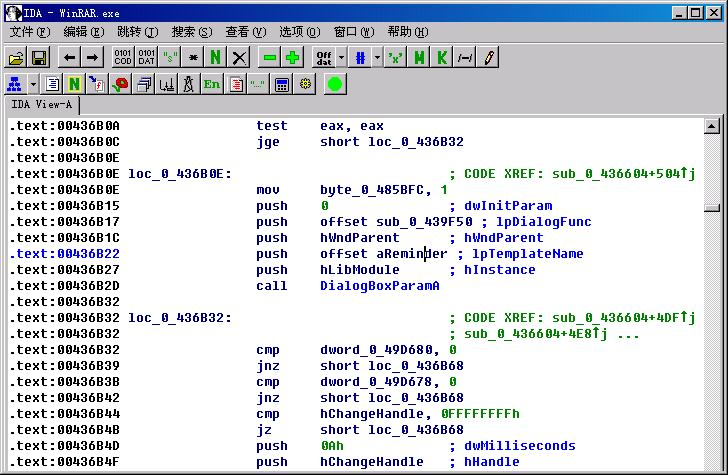 IDA - WinRAR.exe
文件(F) 编辑(E) 跳转(J) 搜索(S) 查看(V) 选项(O) 窗口(W) 帮助(H)
0101 COD 0101 DAT "s" * N X Off dat # 'x' M K
N En
IDA View-A
.text:00436B0A test eax, eax
.text:00436B0C jge short loc_0_436B32
.text:00436B0E
.text:00436B0E loc_0_436B0E: ; CODE XREF: sub_0_436604+504↑j
.text:00436B0E mov byte_0_485BFC, 1
.text:00436B15 push 0 ; dwInitParam
.text:00436B17 push offset sub_0_439F50 ; lpDialogFunc
.text:00436B1C push hWndParent ; hWndParent
.text:00436B22 push offset aReminder ; lpTemplateName
.text:00436B27 push hLibModule ; hInstance
.text:00436B2D call DialogBoxParamA
.text:00436B32
.text:00436B32 loc_0_436B32: ; CODE XREF: sub_0_436604+4DF↑j
.text:00436B32 ; sub_0_436604+4E8↑j ...
.text:00436B32 cmp dword_0_49D680, 0
.text:00436B39 jnz short loc_0_436B68
.text:00436B3B cmp dword_0_49D678, 0
.text:00436B42 jnz short loc_0_436B68
.text:00436B44 cmp hChangeHandle, 0FFFFFFFFh
.text:00436B4B jz short loc_0_436B68
.text:00436B4D push 0Ah ; dwMilliseconds
.text:00436B4F push hChangeHandle ; hHandle